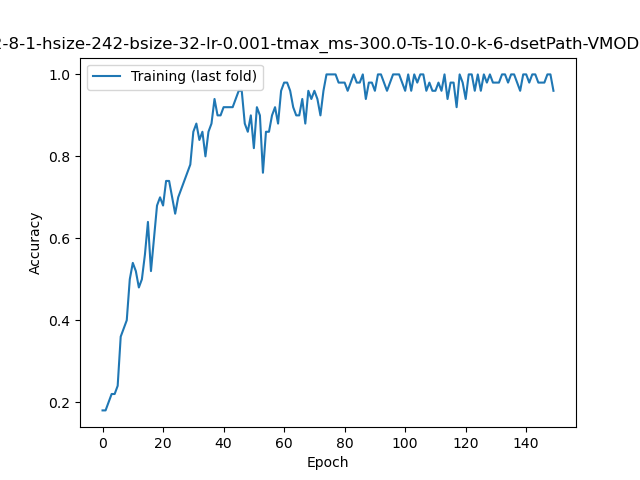 -8-1-hsize-242-bsize-32-lr-0.001-tmax_ms-300.0-Ts-10.0-k-6-dsetPath-VMOD
Training (last fold)
1.0
0.8
0.6
0.4
0.2
Accuracy
0 20 40 60 80 100 120 140
Epoch